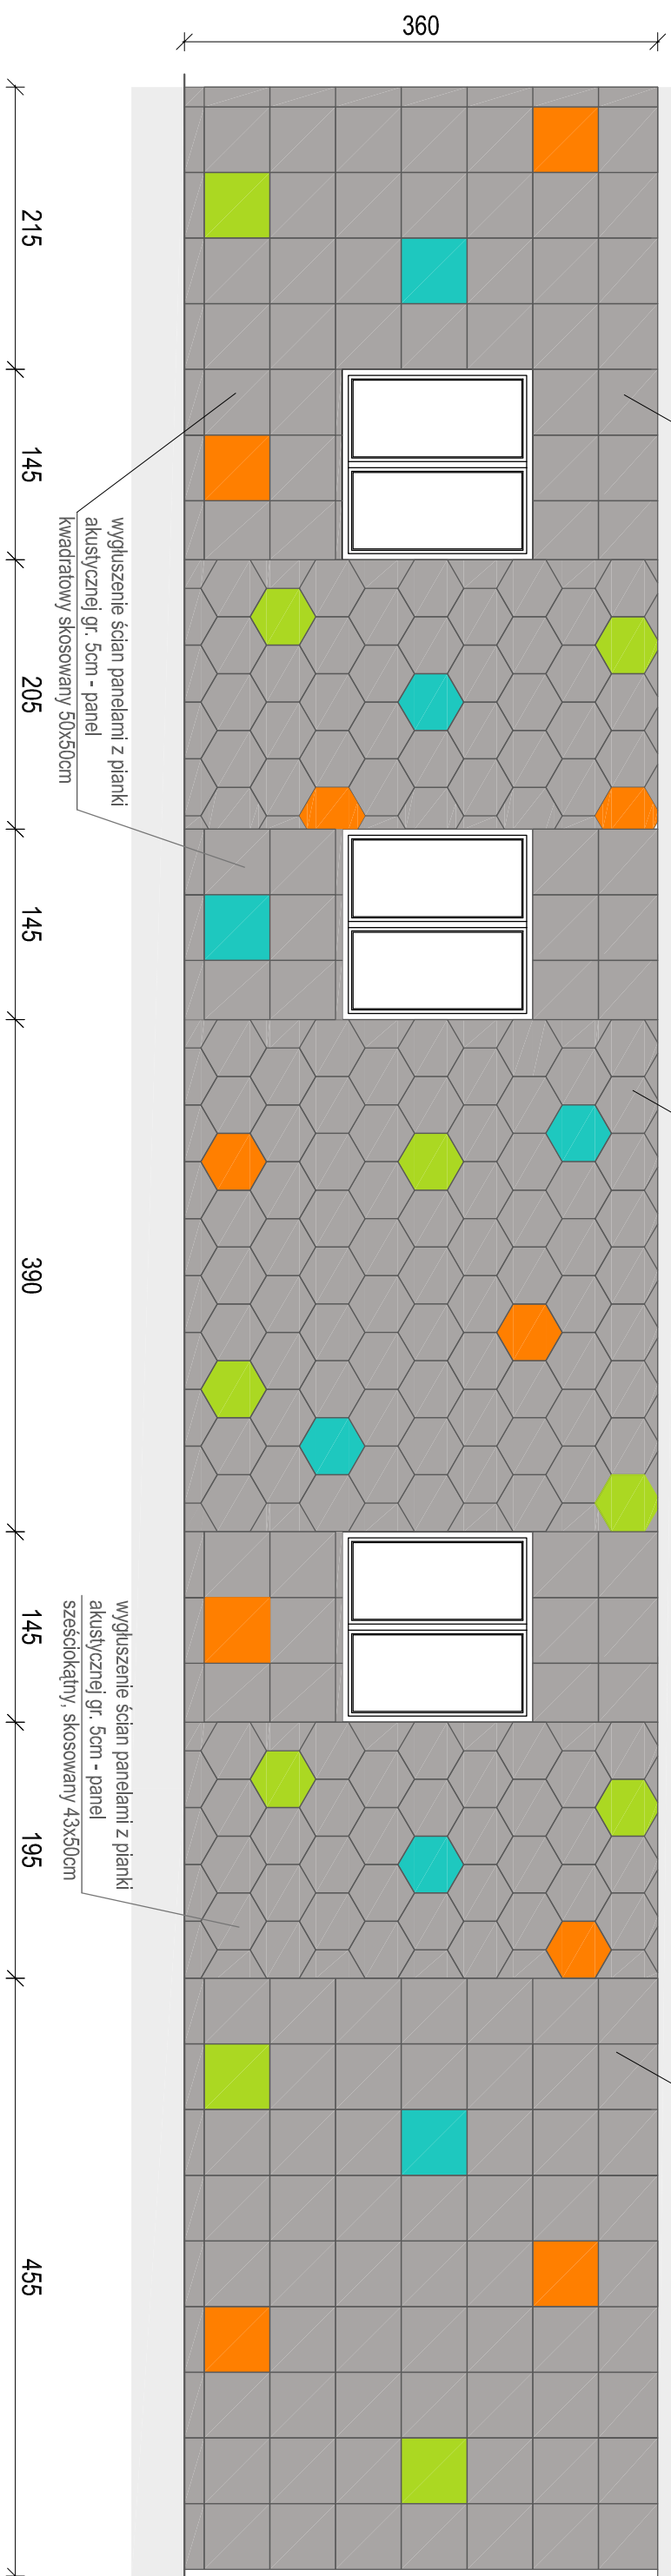 360
215
145
205
145
390
145
195
455
wygłuszenie ścian panelami z pianki
akustycznej gr. 5cm - panel
kwadratowy skosowany 50x50cm
wygłuszenie ścian panelami z pianki
akustycznej gr. 5cm - panel
sześciokątny, skosowany 43x50cm